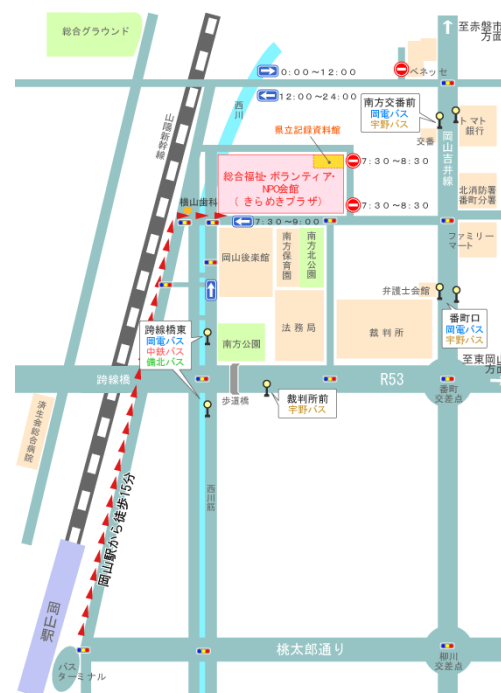 総合グラウンド
至赤磐市
方面
ベネッセ
0:00～12:00
12:00～24:00
西川
山陽新幹線
南方交番前
岡電バス
宇野バス
トマト
銀行
交番
岡山吉井線
県立記録資料館
7:30～8:30
総合福祉・ボランティア・
NPO会館
(きらめきプラザ)
北消防署
番町分署
横山歯科
7:30～8:30
7:30～9:00
ファミリー
マート
岡山後楽館
南方保育園
南方北公園
弁護士会館
番町口
岡電バス
宇野バス
跨線橋東
岡電バス
中鉄バス
備北バス
南方公園
法務局
裁判所
至東岡山
方面
跨線橋
R53
番町
交差点
歩道橋
裁判所前
宇野バス
済生会総合病院
西川筋
岡山駅から徒歩15分
岡山駅
桃太郎通り
バス
ターミナル
柳川
交差点